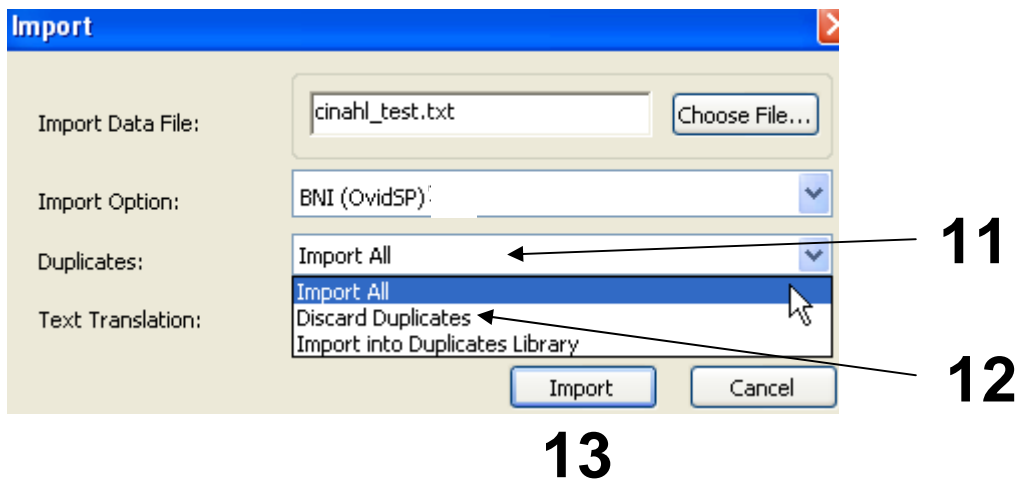 Import
Import Data File:
cinahl_test.txt
Choose File...
Import Option:
BNI (OvidSP)
Duplicates:
Import All
11
Import All
Discard Duplicates
Text Translation:
Import into Duplicates Library
12
Import
Cancel
13